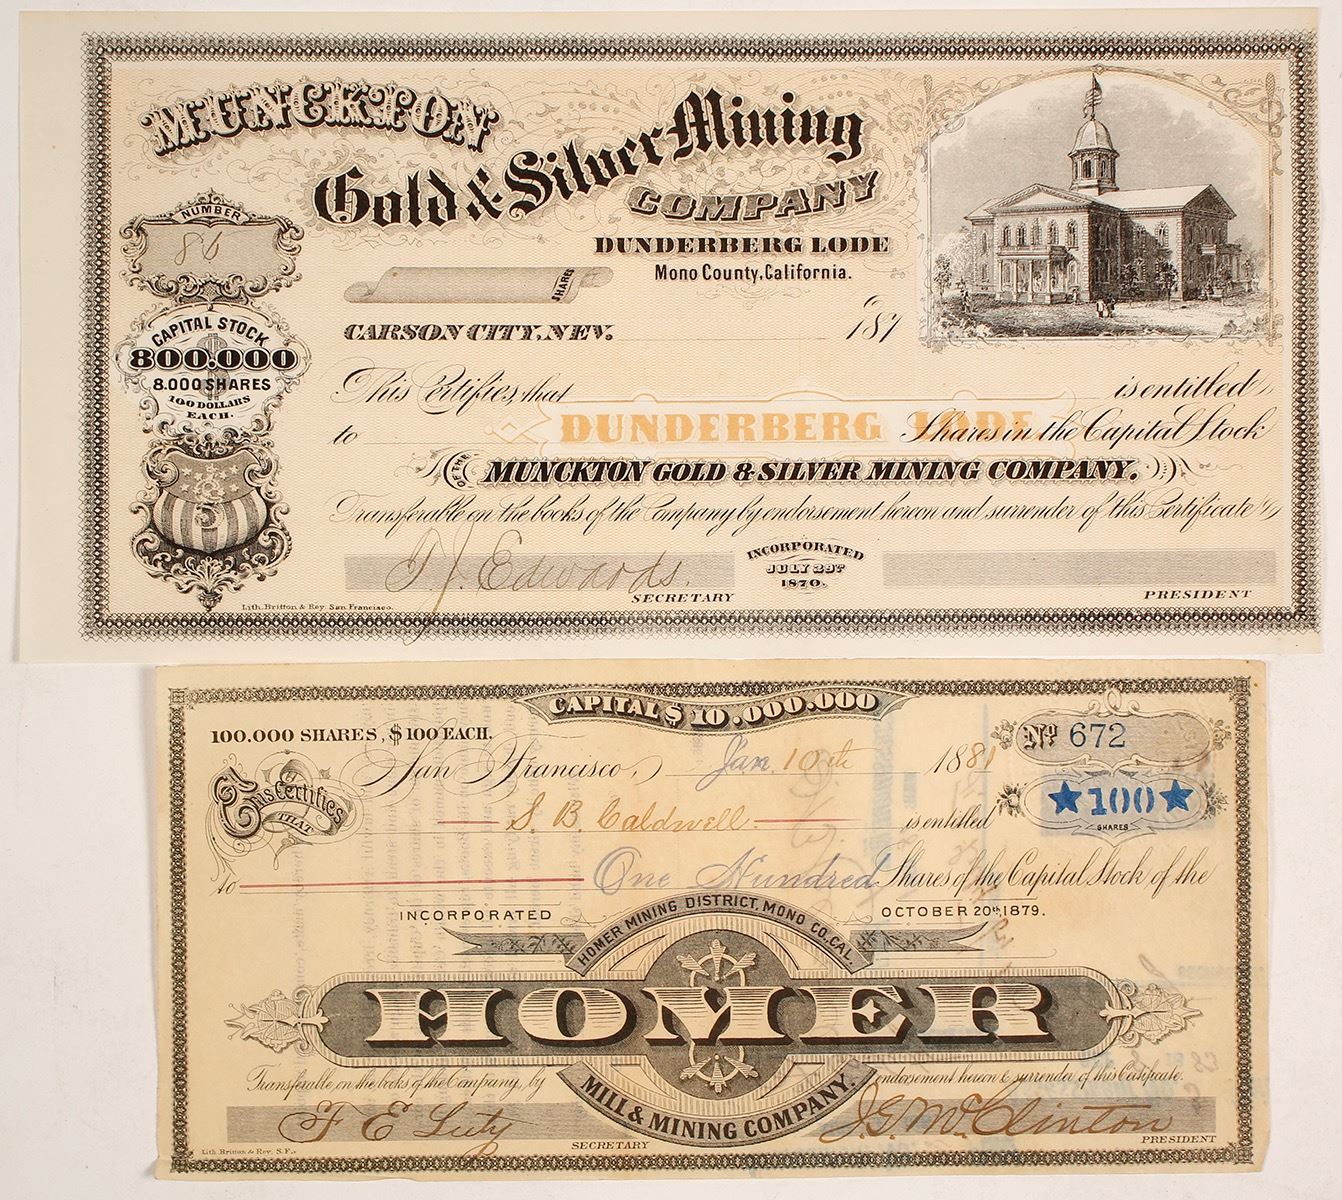 MUNCKTON
Gold & Silver Mining
COMPANY
DUNDERBERG LODE
Mono County, California.
NUMBER
86
SHARES
CARSON CITY, NEV. 187
CAPITAL STOCK
800.000
8.000 SHARES
100 DOLLARS
EACH.
This Certifies, that is entitled
to Shares in the Capital Stock
DUNDERBERG LODE
OF THE MUNCKTON GOLD & SILVER MINING COMPANY.
Transferable on the books of the Company by endorsement hereon and surrender of this Certificate
T J Edwards.
SECRETARY
INCORPORATED
JULY 29TH
1870.
PRESIDENT
Lith. Britton & Rey. San Francisco.
CAPITAL $10,000,000
100.000 SHARES, $100 EACH.
No 672
San Francisco, Jan. 10th 1881
★100★
SHARES
This Certifies
THAT
S. B. Caldwell is entitled
to One Hundred Shares of the Capital Stock of the
INCORPORATED OCTOBER 20th 1879.
HOMER MINING DISTRICT, MONO CO., CAL.
HOMER
MILL & MINING COMPANY.
Transferable on the books of the Company, by endorsement hereon & surrender of this Certificate.
F E Luty
SECRETARY
J. G. McClinton
PRESIDENT
Lith. Britton & Rey. S.F.